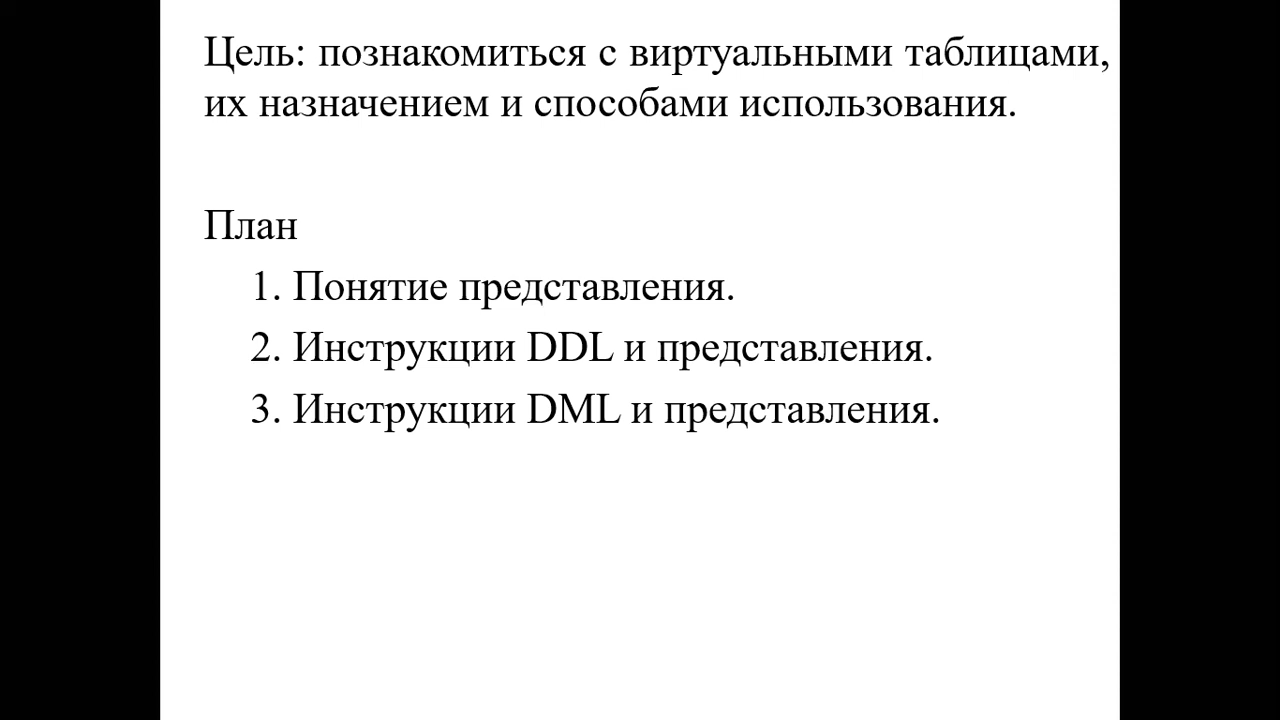 Цель: познакомиться с виртуальными таблицами,
их назначением и способами использования.
План
1. Понятие представления.
2. Инструкции DDL и представления.
3. Инструкции DML и представления.